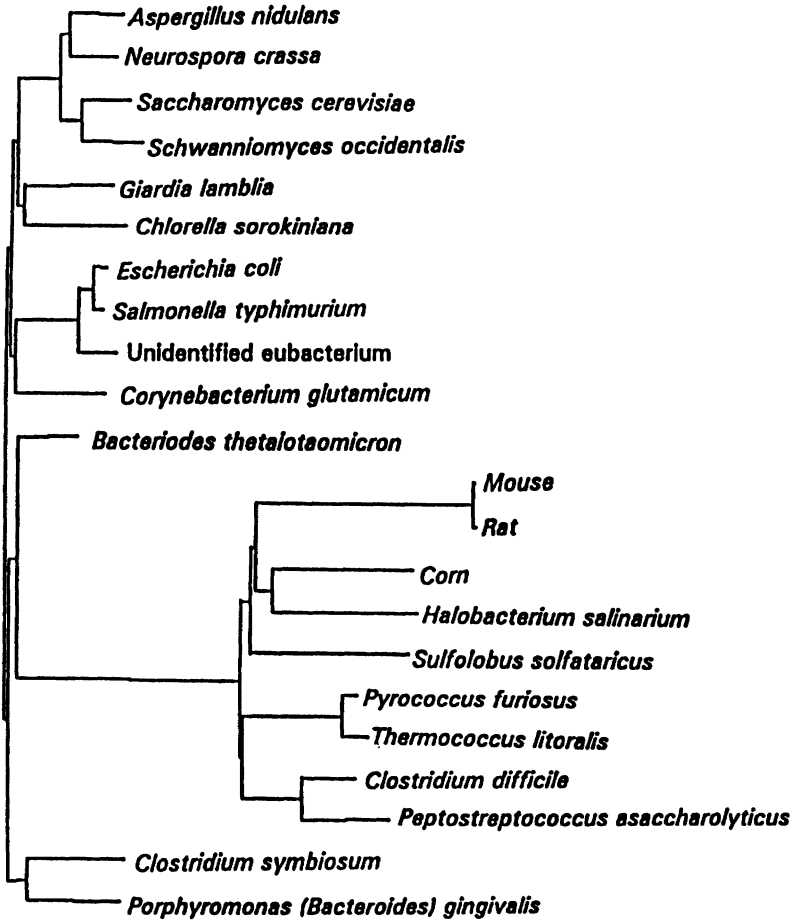 Aspergillus nidulans
Neurospora crassa
Saccharomyces cerevisiae
Schwanniomyces occidentalis
Giardia lamblia
Chlorella sorokiniana
Escherichia coli
Salmonella typhimurium
Unidentified eubacterium
Corynebacterium glutamicum
Bacteriodes thetalotaomicron
Mouse
Rat
Corn
Halobacterium salinarium
Sulfolobus solfataricus
Pyrococcus furiosus
Thermococcus litoralis
Clostridium difficile
Peptostreptococcus asaccharolyticus
Clostridium symbiosum
Porphyromonas (Bacteroides) gingivalis